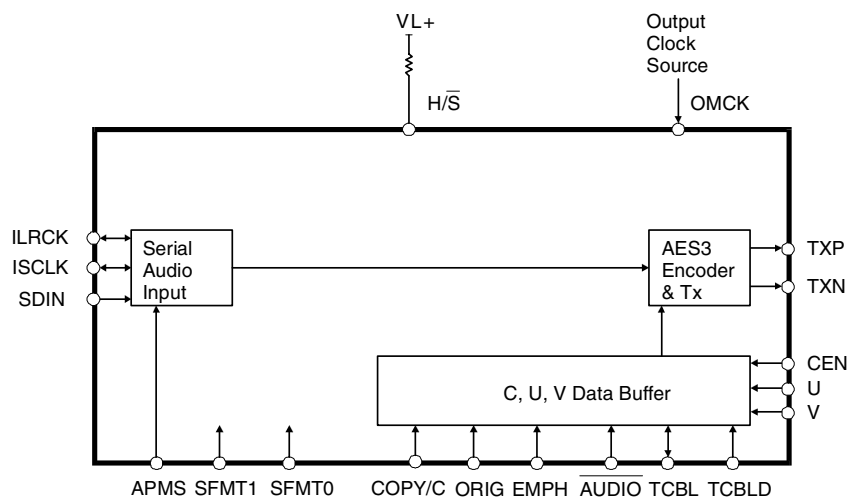 VL+
Output
Clock
Source
H/S̅
OMCK
ILRCK
ISCLK
SDIN
Serial
Audio
Input
AES3
Encoder
& Tx
TXP
TXN
CEN
U
V
C, U, V Data Buffer
APMS SFMT1 SFMT0 COPY/C ORIG EMPH A̅U̅D̅I̅O̅ TCBL TCBLD